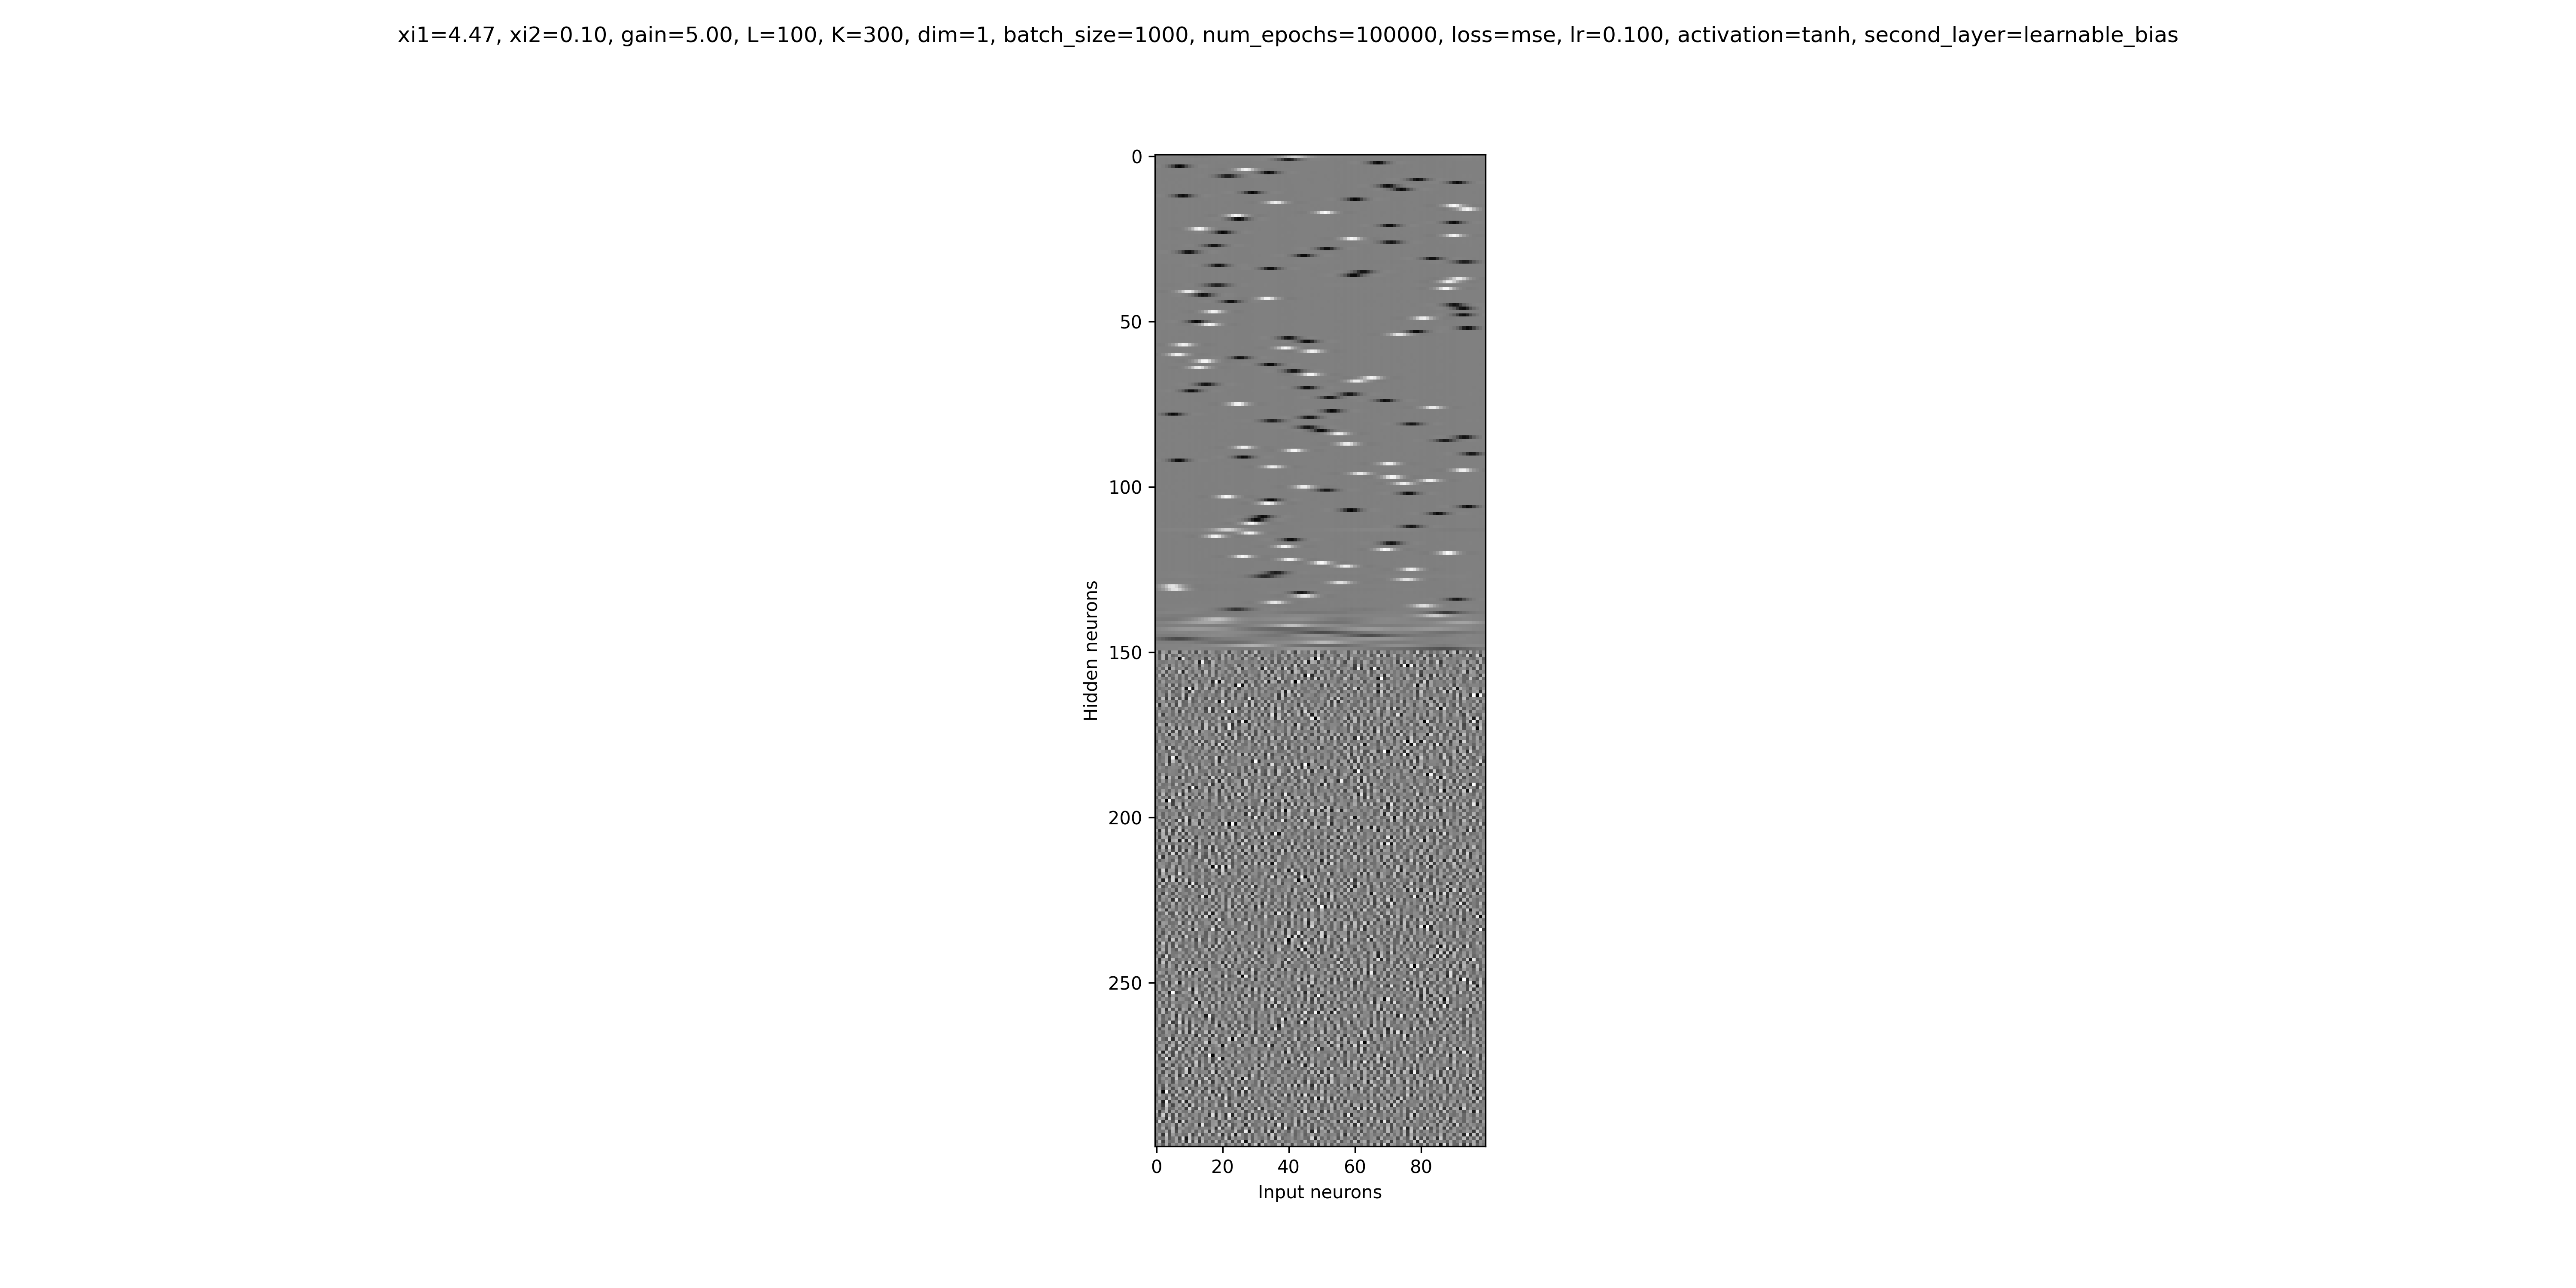 xi1=4.47, xi2=0.10, gain=5.00, L=100, K=300, dim=1, batch_size=1000, num_epochs=100000, loss=mse, lr=0.100, activation=tanh, second_layer=learnable_bias
0
50
100
150
200
250
Hidden neurons
0 20 40 60 80
Input neurons